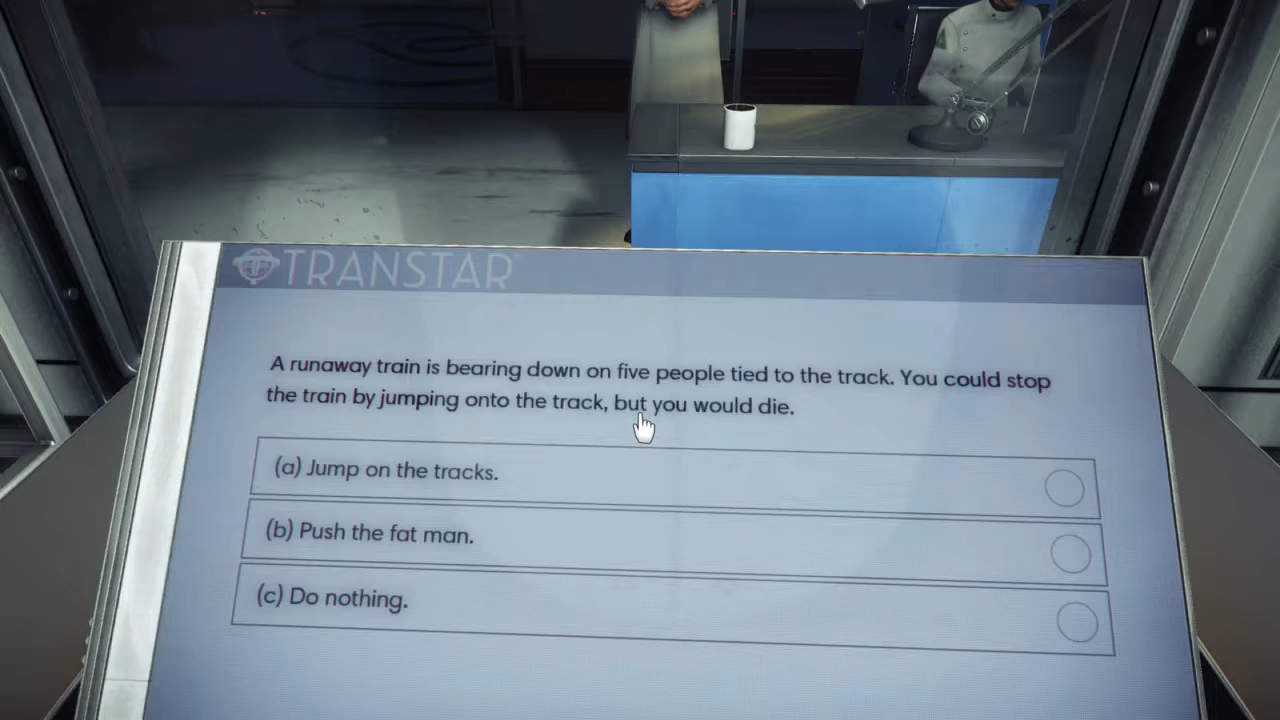 TRANSTAR
A runaway train is bearing down on five people tied to the track. You could stop
the train by jumping onto the track, but you would die.
(a) Jump on the tracks.
(b) Push the fat man.
(c) Do nothing.